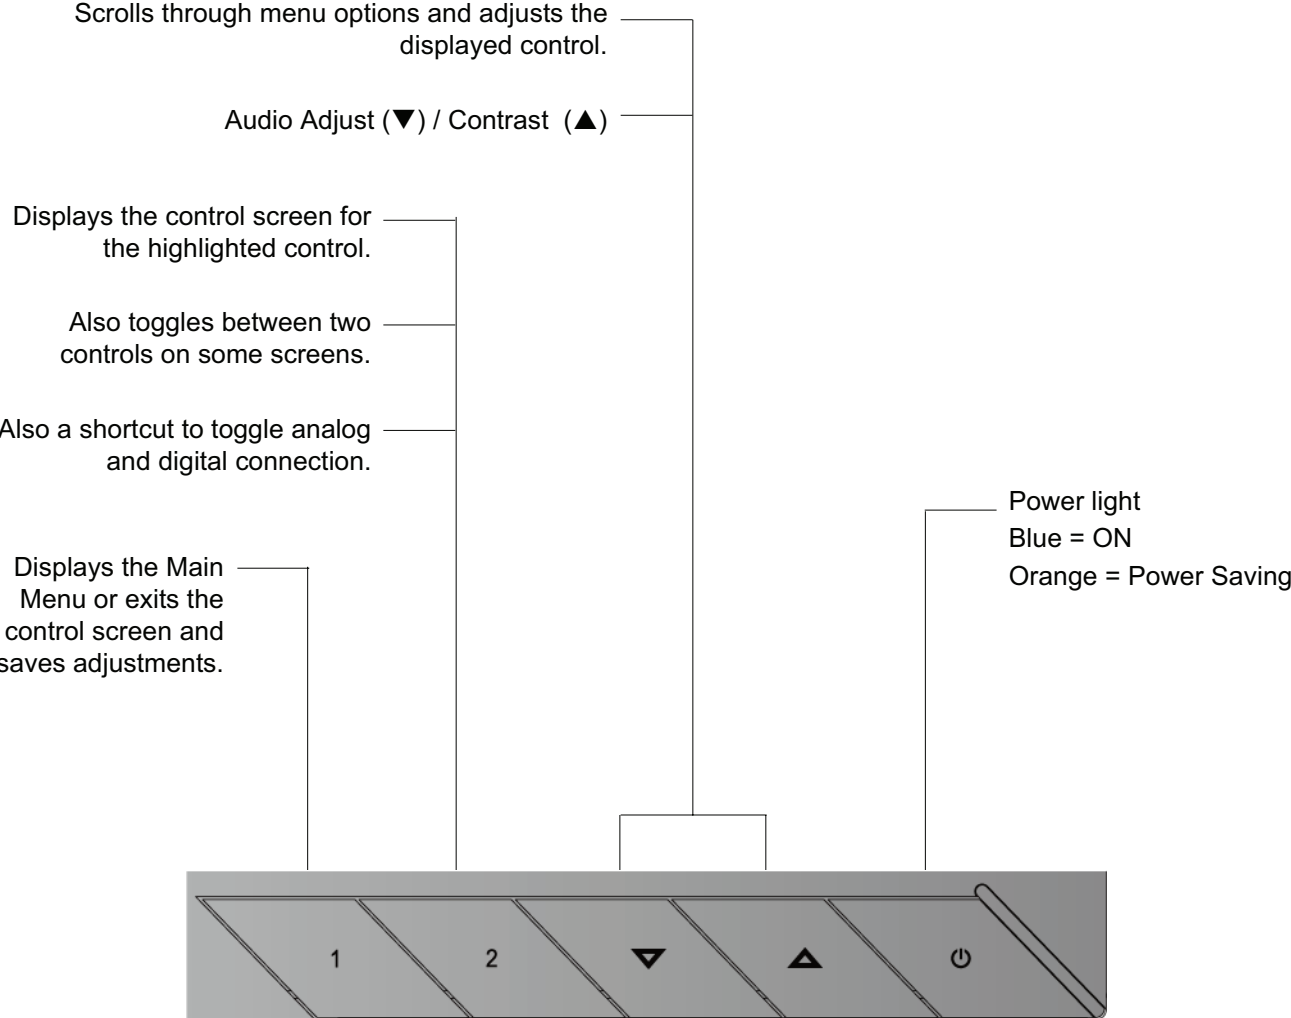 Scrolls through menu options and adjusts the
displayed control.
Audio Adjust (▼) / Contrast (▲)
Displays the control screen for
the highlighted control.
Also toggles between two
controls on some screens.
Also a shortcut to toggle analog
and digital connection.
Power light
Blue = ON
Orange = Power Saving
Displays the Main
Menu or exits the
control screen and
saves adjustments.
1 2